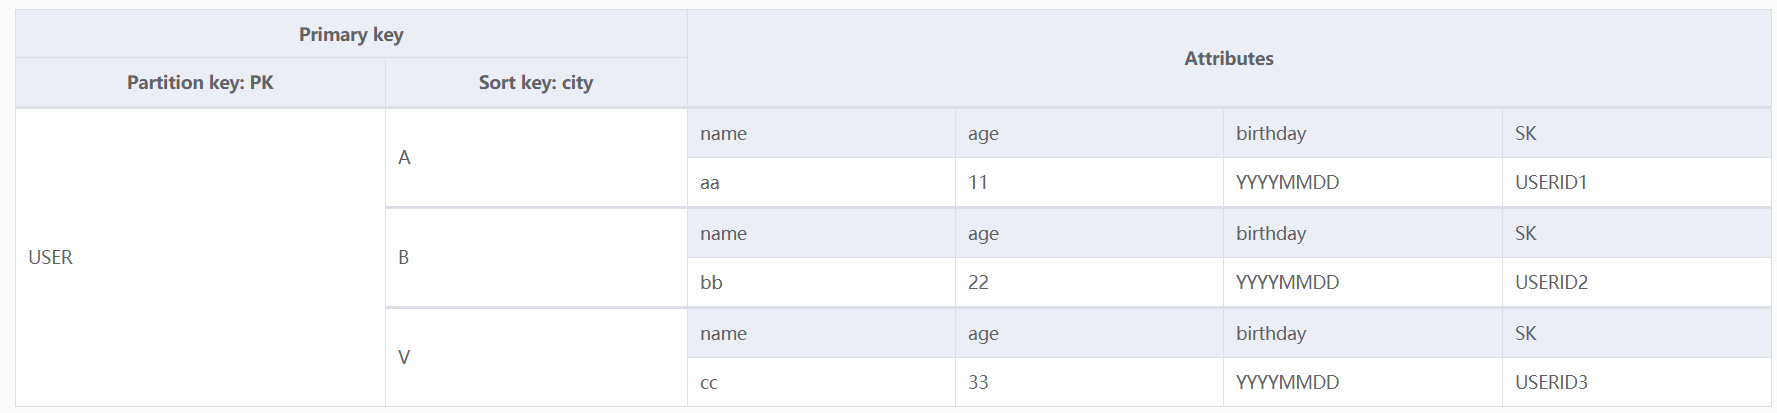 Primary key
Attributes
Partition key: PK Sort key: city
USER
A
name age birthday SK
aa 11 YYYYMMDD USERID1
B
name age birthday SK
bb 22 YYYYMMDD USERID2
V
name age birthday SK
cc 33 YYYYMMDD USERID3